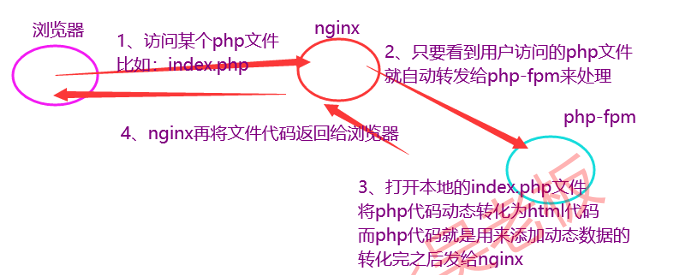 浏览器
nginx
1、访问某个php文件
比如：index.php
2、只要看到用户访问的php文件
就自动转发给php-fpm来处理
php-fpm
4、nginx再将文件代码返回给浏览器
3、打开本地的index.php文件
将php代码动态转化为html代码
而php代码就是用来添加动态数据的
转化完之后发给nginx
吴老板